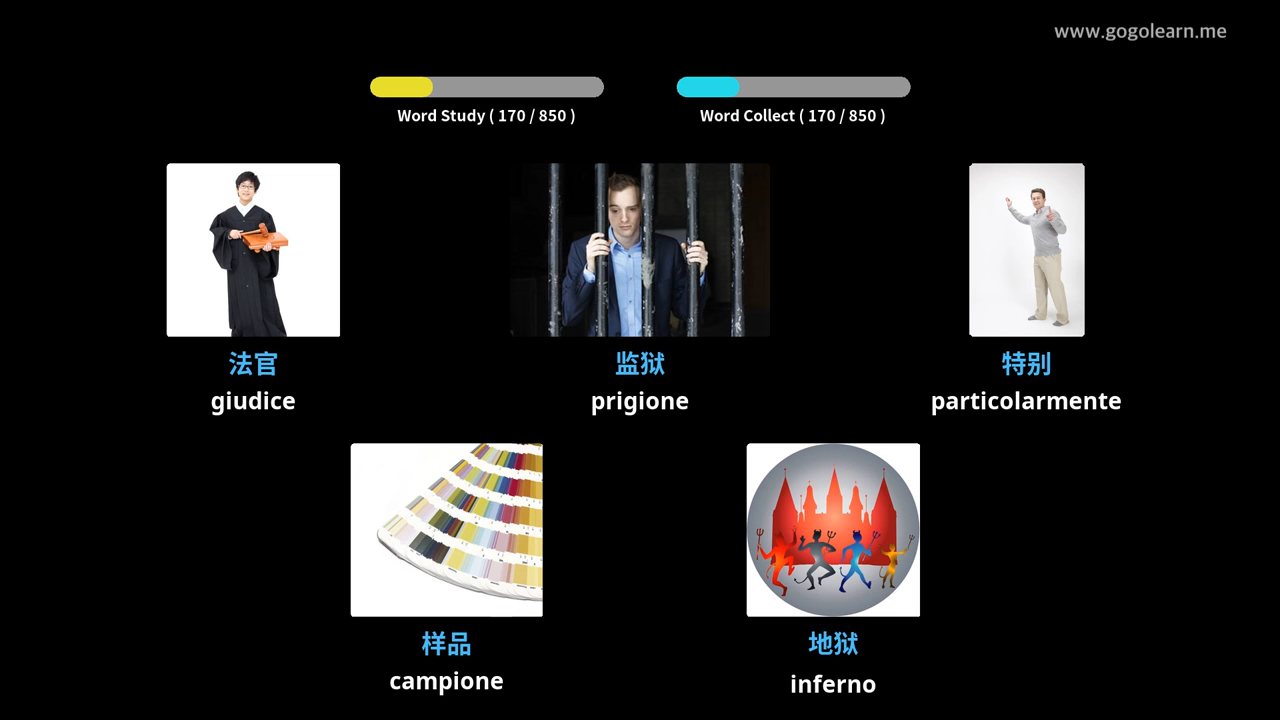 www.gogolearn.me
Word Study ( 170 / 850 )
Word Collect ( 170 / 850 )
法官
giudice
监狱
prigione
特别
particolarmente
样品
campione
地狱
inferno